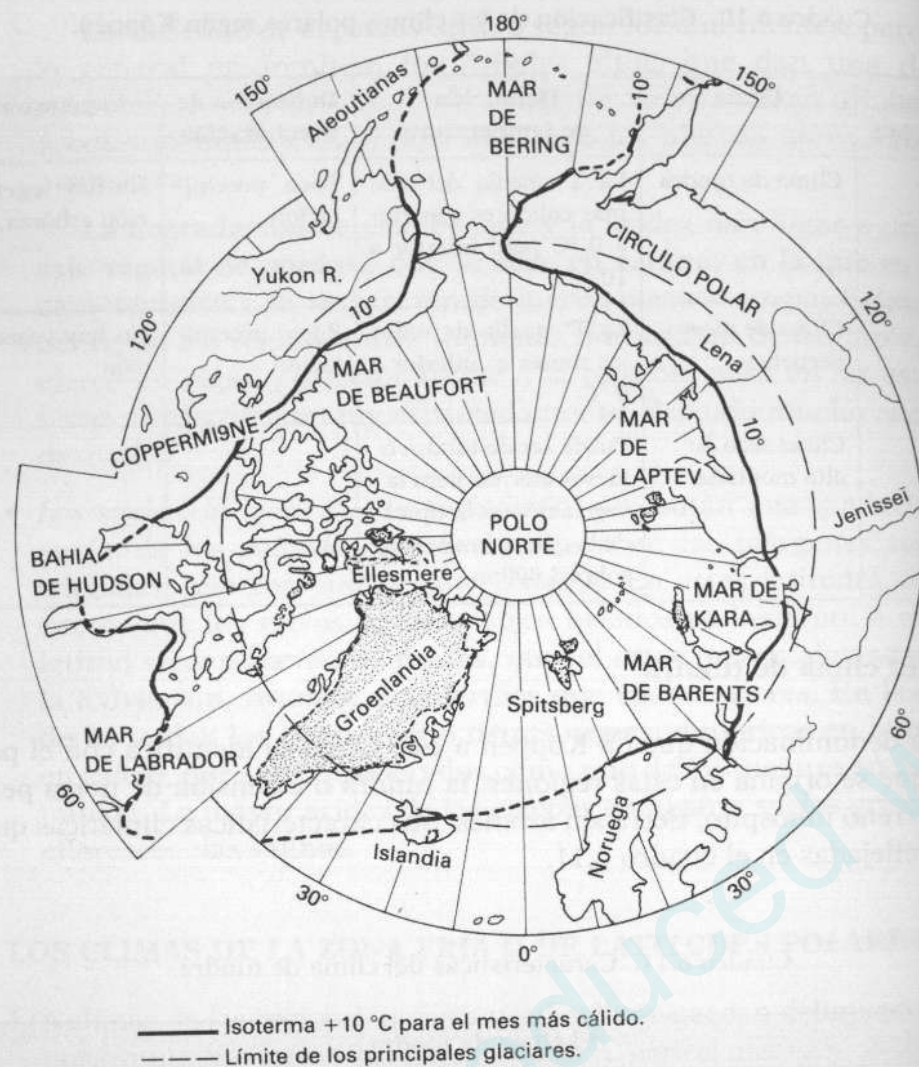 180°
150°
150°
Aleoutianas
MAR
DE
BERING
10°
CIRCULO POLAR
Yukon R.
120°
120°
10°
Lena
MAR
DE BEAUFORT
COPPERMI9NE
MAR
DE
LAPTEV
10°
POLO
NORTE
Jenissei
BAHIA
DE HUDSON
Ellesmere
MAR DE
KARA
Groenlandia
Spitsberg
MAR
DE BARENTS
MAR
DE LABRADOR
60°
60°
Islandia
Noruega
30°
30°
0°
Isoterma +10 °C para el mes más cálido.
Límite de los principales glaciares.